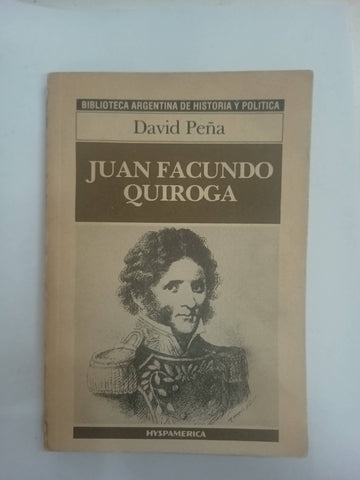 BIBLIOTECA ARGENTINA DE HISTORIA Y POLITICA
David Peña
JUAN FACUNDO
QUIROGA
HYSPAMERICA